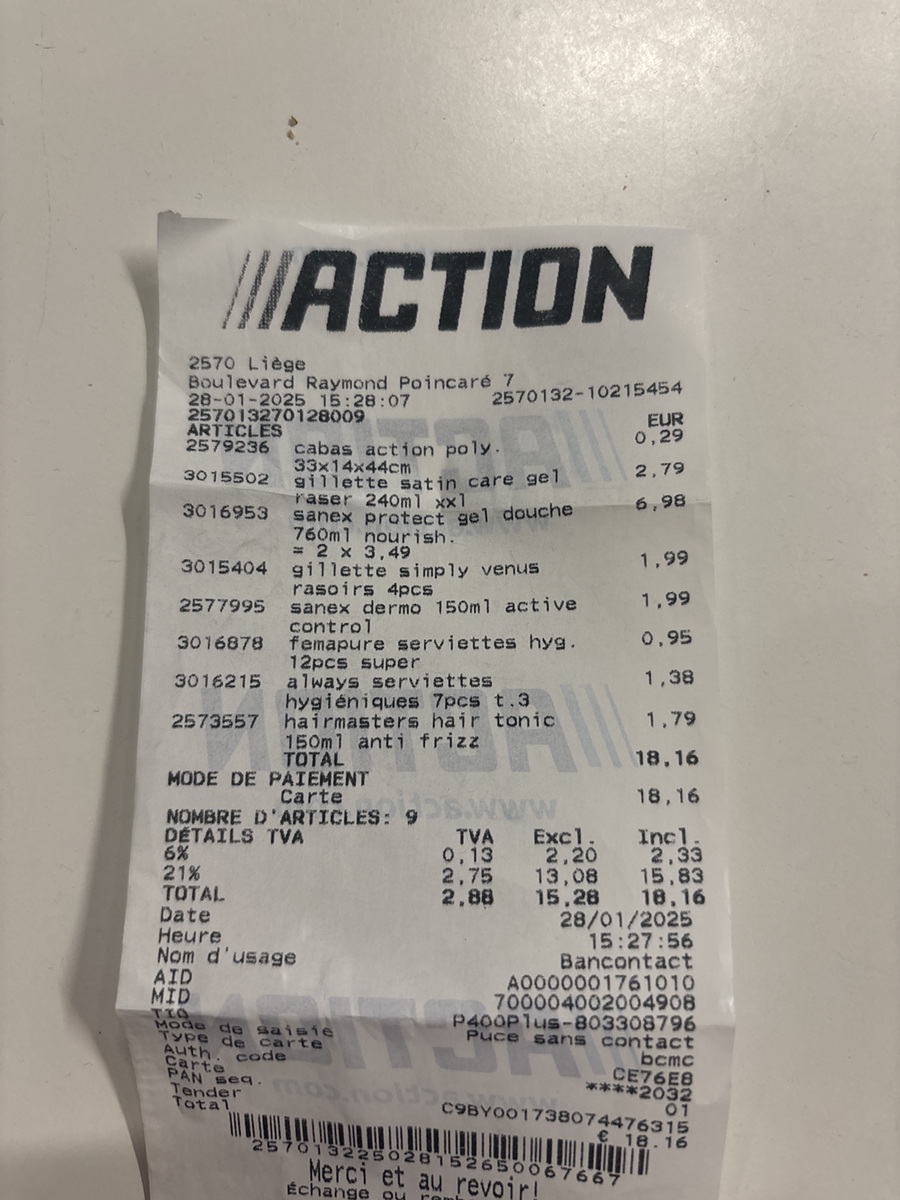 ACTION
2570 Liège
Boulevard Raymond Poincaré 7
28-01-2025 15:28:07 2570132-10215454
257013270128009
ARTICLES EUR
2579236 cabas action poly. 0,29
33x14x44cm
3015502 gillette satin care gel 2,79
raser 240ml xxl
3016953 sanex protect gel douche 6,98
760ml nourish.
= 2 x 3,49
3015404 gillette simply venus 1,99
rasoirs 4pcs
2577995 sanex dermo 150ml active 1,99
control
3016878 femapure serviettes hyg. 0,95
12pcs super
3016215 always serviettes 1,38
hygiéniques 7pcs t.3
2573557 hairmasters hair tonic 1,79
150ml anti frizz
TOTAL 18,16
MODE DE PAIEMENT
Carte 18,16
NOMBRE D'ARTICLES: 9
DÉTAILS TVA TVA Excl. Incl.
6% 0,13 2,20 2,33
21% 2,75 13,08 15,83
TOTAL 2,88 15,28 18,16
Date 28/01/2025
Heure 15:27:56
Nom d'usage Bancontact
AID A0000001761010
MID 700004002004908
TID P400Plus-803308796
Mode de saisie Puce sans contact
Type de carte bcmc
Auth. code CE76E8
Carte ****2032
PAN seq. 01
Tender C9BY001738074476315
Total € 18.16
257013225028152650067667
Merci et au revoir!
Échange ou